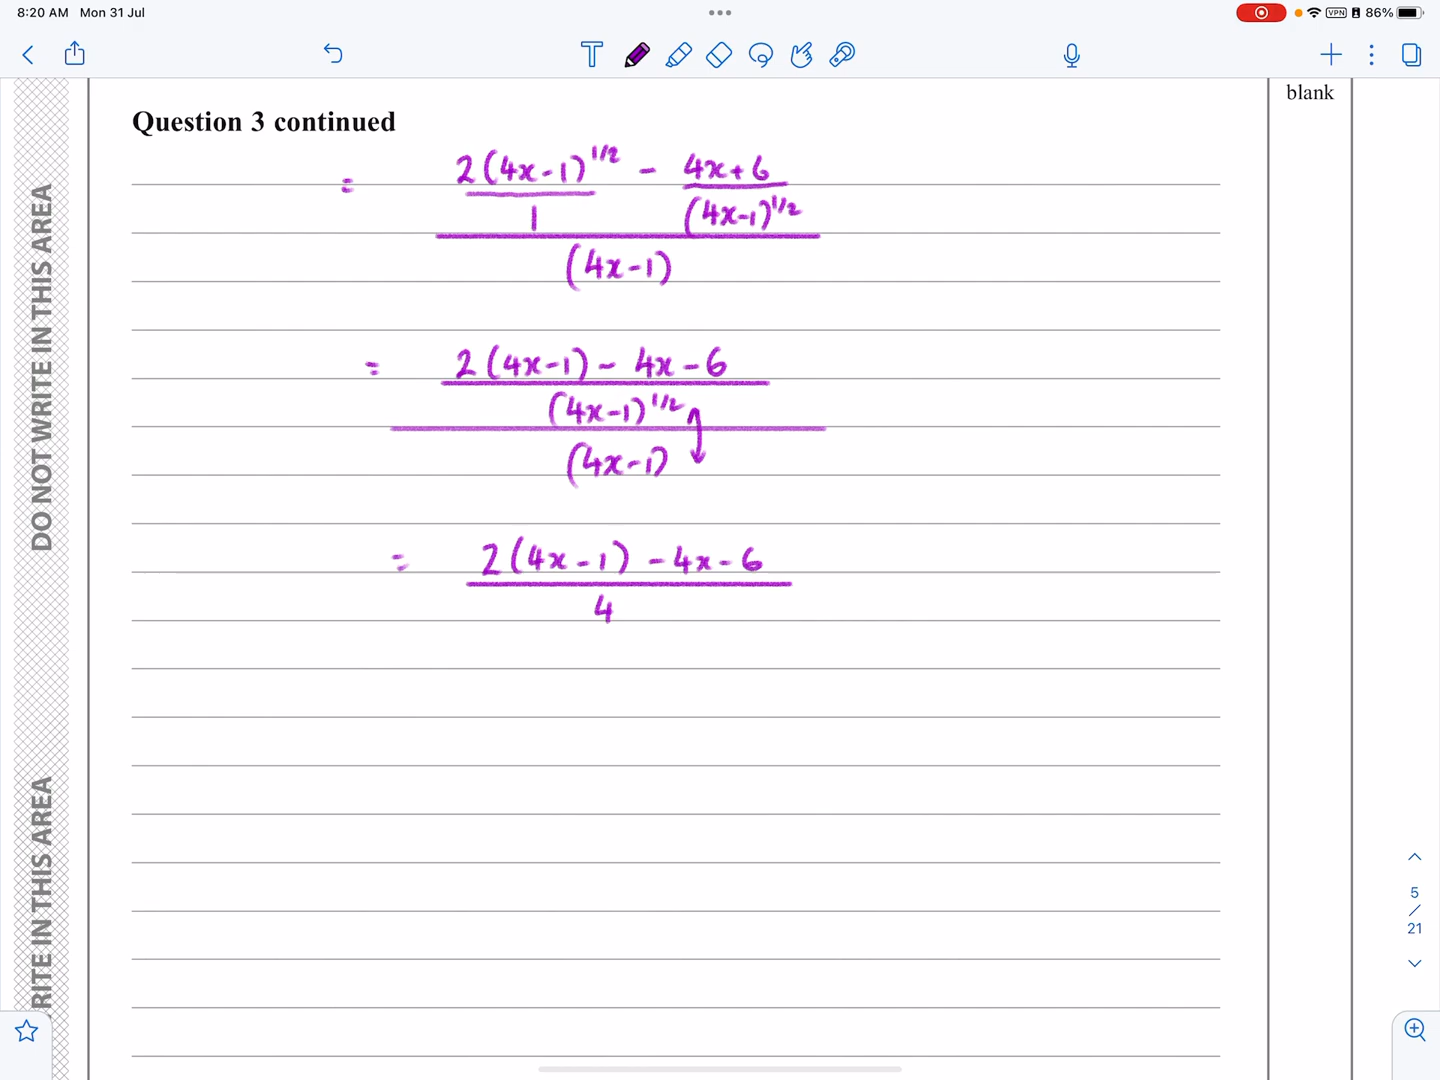 8:20 AM Mon 31 Jul
VPN 86%
T
blank
Question 3 continued
DO NOT WRITE IN THIS AREA
= 2(4x-1)^1/2 - 4x+6
1 (4x-1)^1/2
(4x-1)
= 2(4x-1) - 4x - 6
(4x-1)^1/2
(4x-1)
= 2(4x-1) - 4x - 6
4
RITE IN THIS AREA
5
/
21